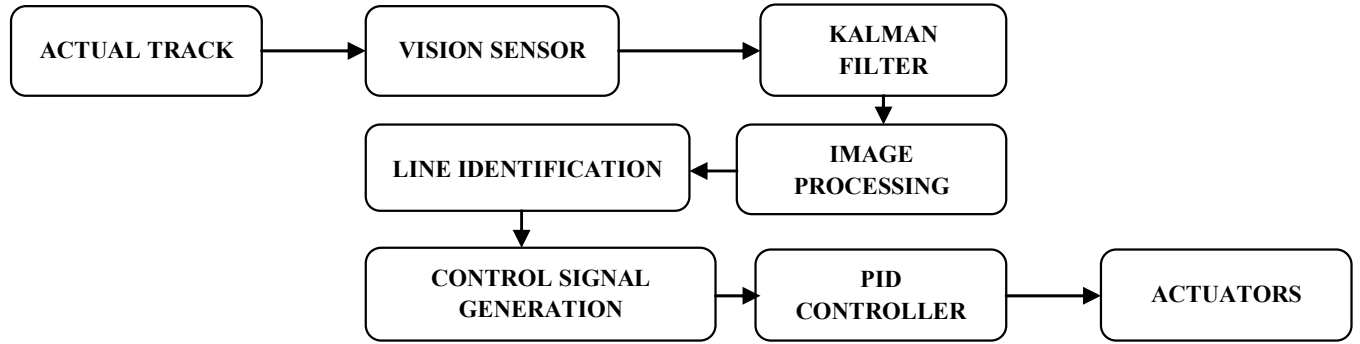 ACTUAL TRACK
VISION SENSOR
KALMAN
FILTER
IMAGE
PROCESSING
LINE IDENTIFICATION
CONTROL SIGNAL
GENERATION
PID
CONTROLLER
ACTUATORS